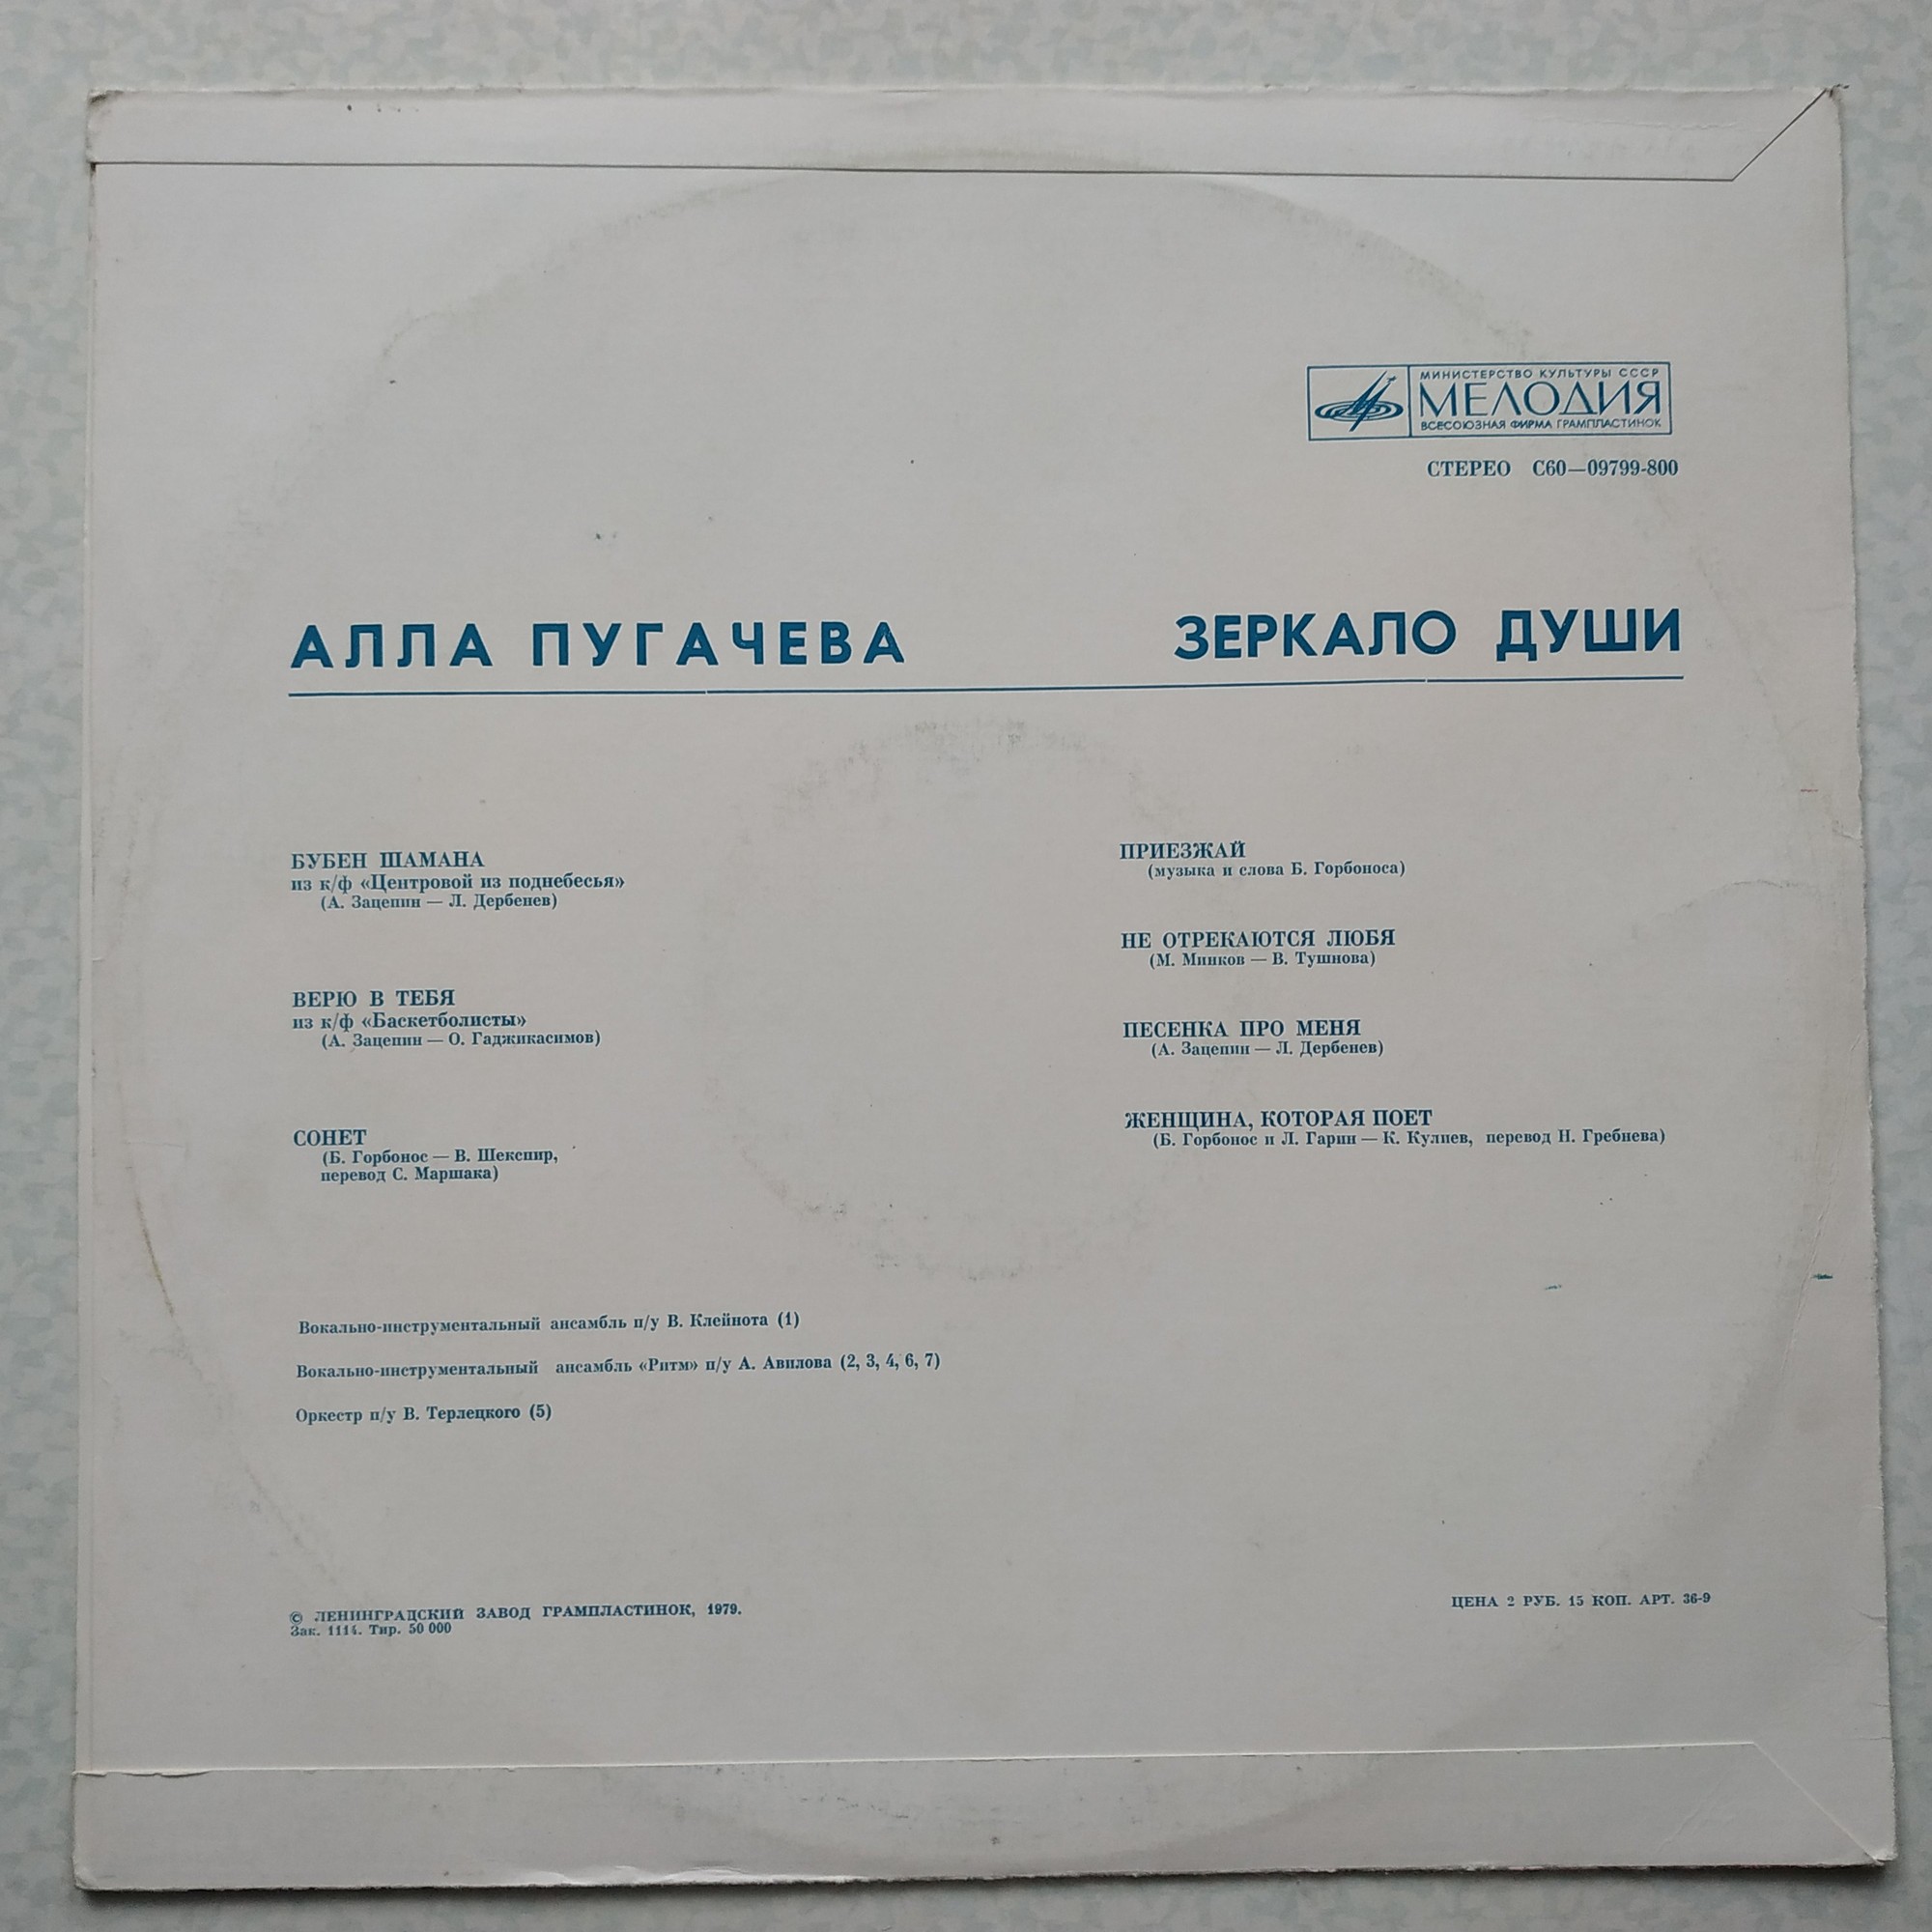 МИНИСТЕРСТВО КУЛЬТУРЫ СССР
МЕЛОДИЯ
ВСЕСОЮЗНАЯ ФИРМА ГРАМПЛАСТИНОК
СТЕРЕО С60—09799-800
АЛЛА ПУГАЧЕВА ЗЕРКАЛО ДУШИ
БУБЕН ШАМАНА
из к/ф «Центровой из поднебесья»
(А. Зацепин — Л. Дербенев)
ВЕРЮ В ТЕБЯ
из к/ф «Баскетболисты»
(А. Зацепин — О. Гаджикасимов)
СОНЕТ
(Б. Горбонос — В. Шекспир,
перевод С. Маршака)
ПРИЕЗЖАЙ
(музыка и слова Б. Горбоноса)
НЕ ОТРЕКАЮТСЯ ЛЮБЯ
(М. Минков — В. Тушнова)
ПЕСЕНКА ПРО МЕНЯ
(А. Зацепин — Л. Дербенев)
ЖЕНЩИНА, КОТОРАЯ ПОЕТ
(Б. Горбонос и Л. Гарин — К. Кулиев, перевод Н. Гребнева)
Вокально-инструментальный ансамбль п/у В. Клейнота (1)
Вокально-инструментальный ансамбль «Ритм» п/у А. Авилова (2, 3, 4, 6, 7)
Оркестр п/у В. Терлецкого (5)
© ЛЕНИНГРАДСКИЙ ЗАВОД ГРАМПЛАСТИНОК, 1979.
Зак. 1114. Тир. 50 000
ЦЕНА 2 РУБ. 15 КОП. АРТ. 36-9